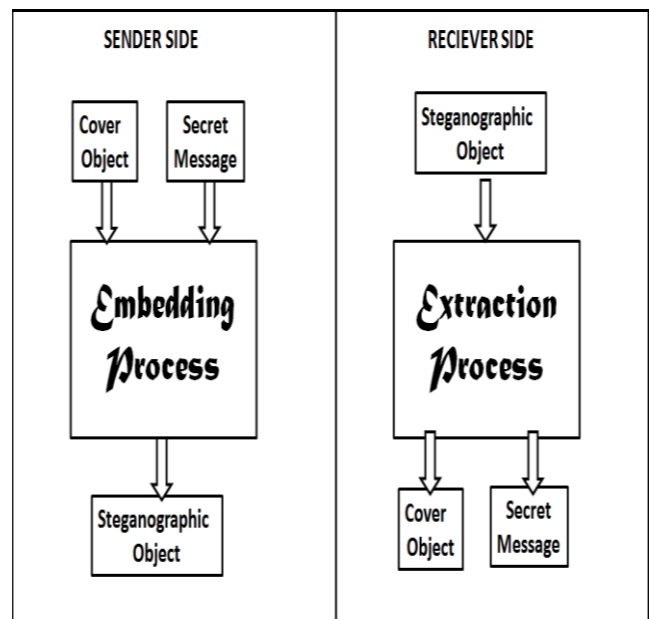 SENDER SIDE
Cover
Object
Secret
Message
Embedding
Process
Steganographic
Object
RECIEVER SIDE
Steganographic
Object
Extraction
Process
Cover
Object
Secret
Message